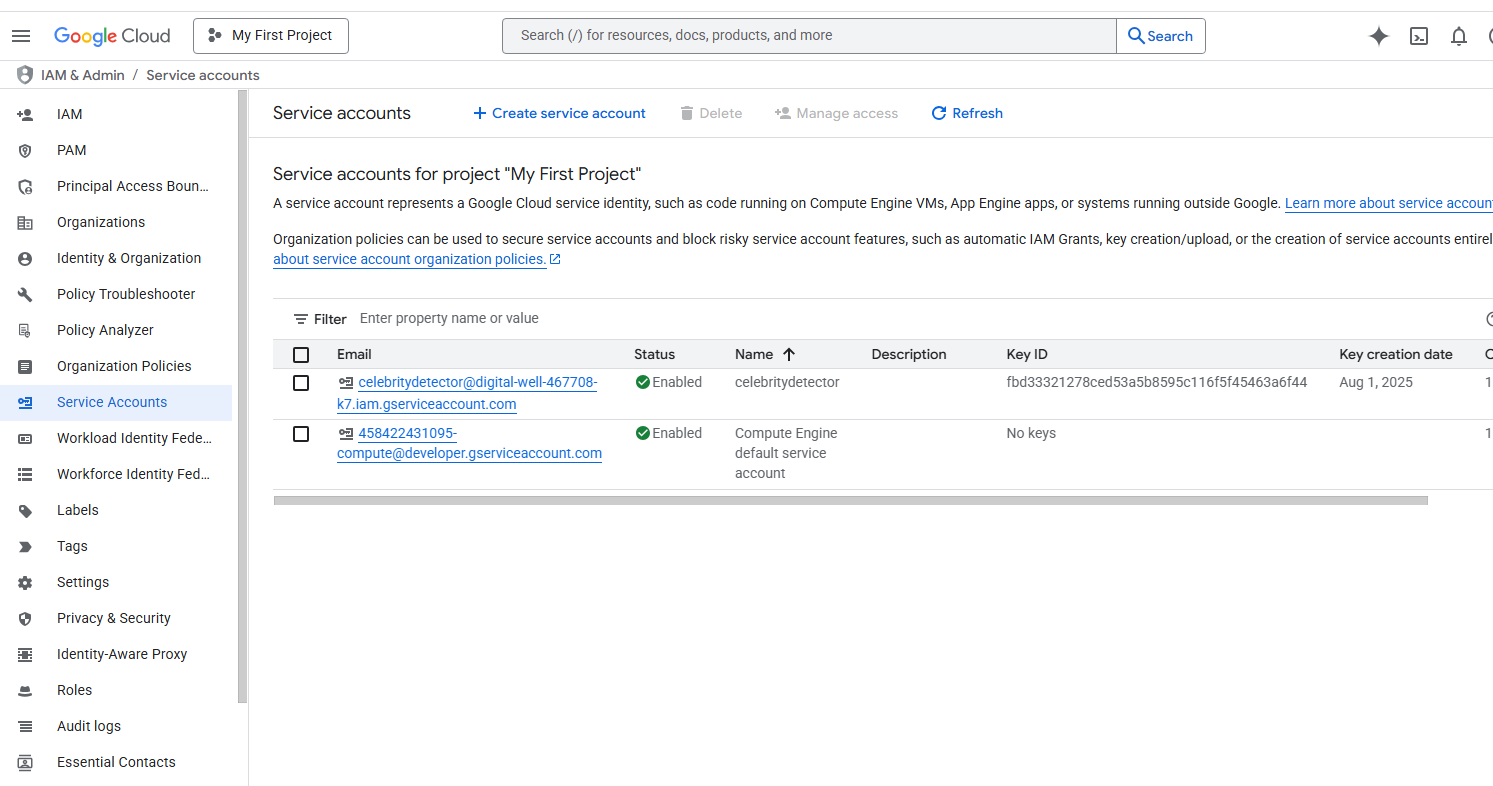 Google Cloud
My First Project
Search (/) for resources, docs, products, and more
Search
IAM & Admin / Service accounts
IAM
PAM
Principal Access Boun...
Organizations
Identity & Organization
Policy Troubleshooter
Policy Analyzer
Organization Policies
Service Accounts
Workload Identity Fede...
Workforce Identity Fed...
Labels
Tags
Settings
Privacy & Security
Identity-Aware Proxy
Roles
Audit logs
Essential Contacts
Service accounts
Create service account
Delete
Manage access
Refresh
Service accounts for project "My First Project"
A service account represents a Google Cloud service identity, such as code running on Compute Engine VMs, App Engine apps, or systems running outside Google. Learn more about service accoun
Organization policies can be used to secure service accounts and block risky service account features, such as automatic IAM Grants, key creation/upload, or the creation of service accounts entirel
about service account organization policies.
Filter Enter property name or value
Email Status Name Description Key ID Key creation date
celebritydetector@digital-well-467708- Enabled celebritydetector fbd33321278ced53a5b8595c116f5f45463a6f44 Aug 1, 2025 1
k7.iam.gserviceaccount.com
458422431095- Enabled Compute Engine No keys 1
compute@developer.gserviceaccount.com default service
account